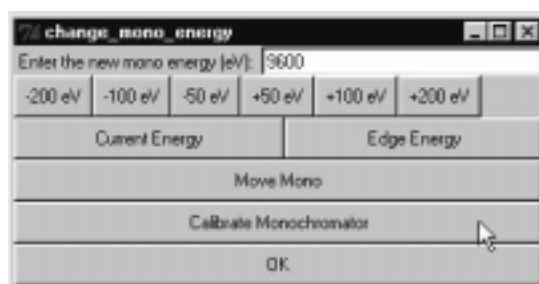 change_mono_energy
Enter the new mono energy (eV): 9600
-200 eV -100 eV -50 eV +50 eV +100 eV +200 eV
Current Energy Edge Energy
Move Mono
Calibrate Monochromator
OK